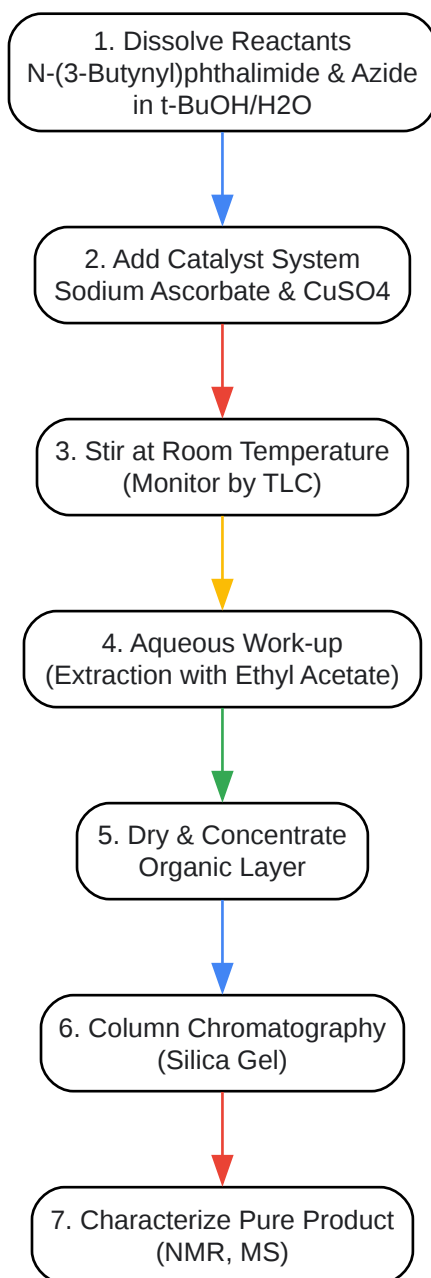 1. Dissolve Reactants
N-(3-Butynyl)phthalimide & Azide
in t-BuOH/H2O
2. Add Catalyst System
Sodium Ascorbate & CuSO4
3. Stir at Room Temperature
(Monitor by TLC)
4. Aqueous Work-up
(Extraction with Ethyl Acetate)
5. Dry & Concentrate
Organic Layer
6. Column Chromatography
(Silica Gel)
7. Characterize Pure Product
(NMR, MS)